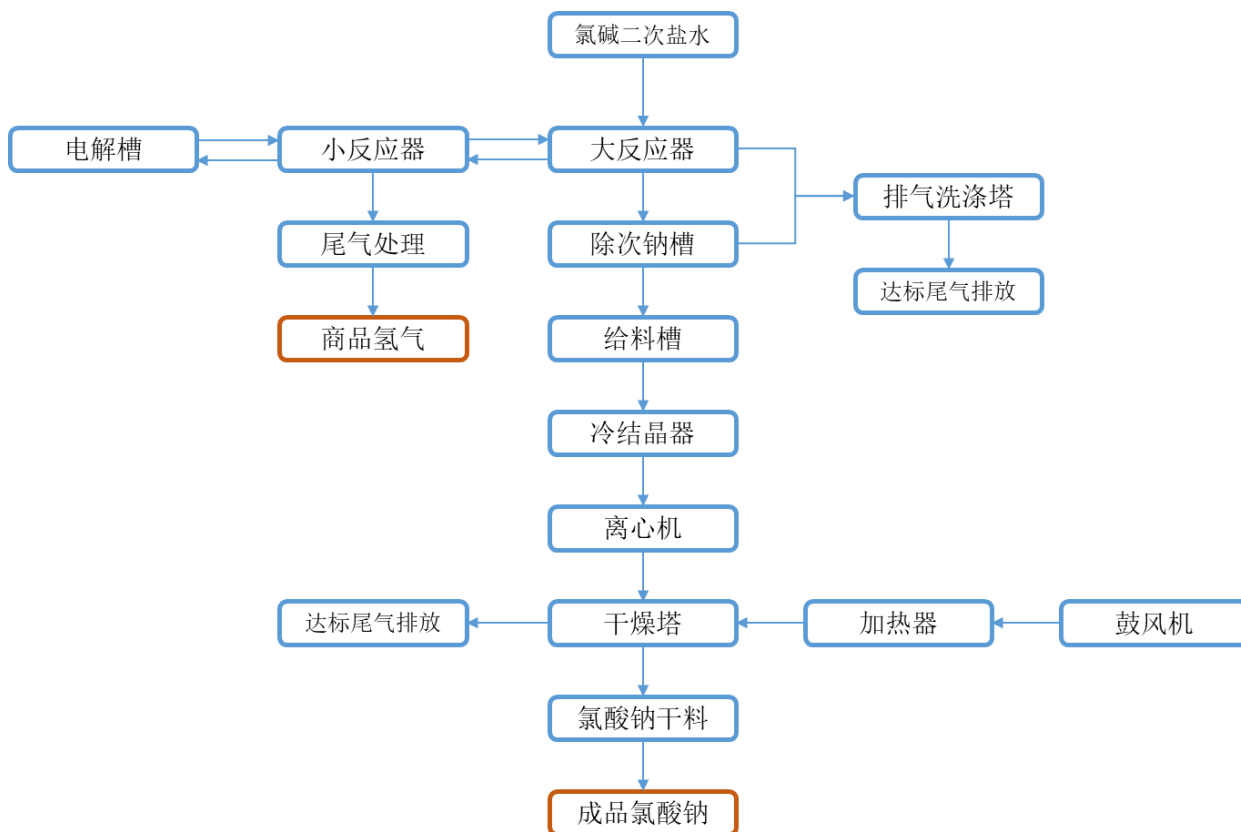 氯碱二次盐水
电解槽
小反应器
大反应器
排气洗涤塔
尾气处理
除次钠槽
达标尾气排放
商品氢气
给料槽
冷结晶器
离心机
达标尾气排放
干燥塔
加热器
鼓风机
氯酸钠干料
成品氯酸钠